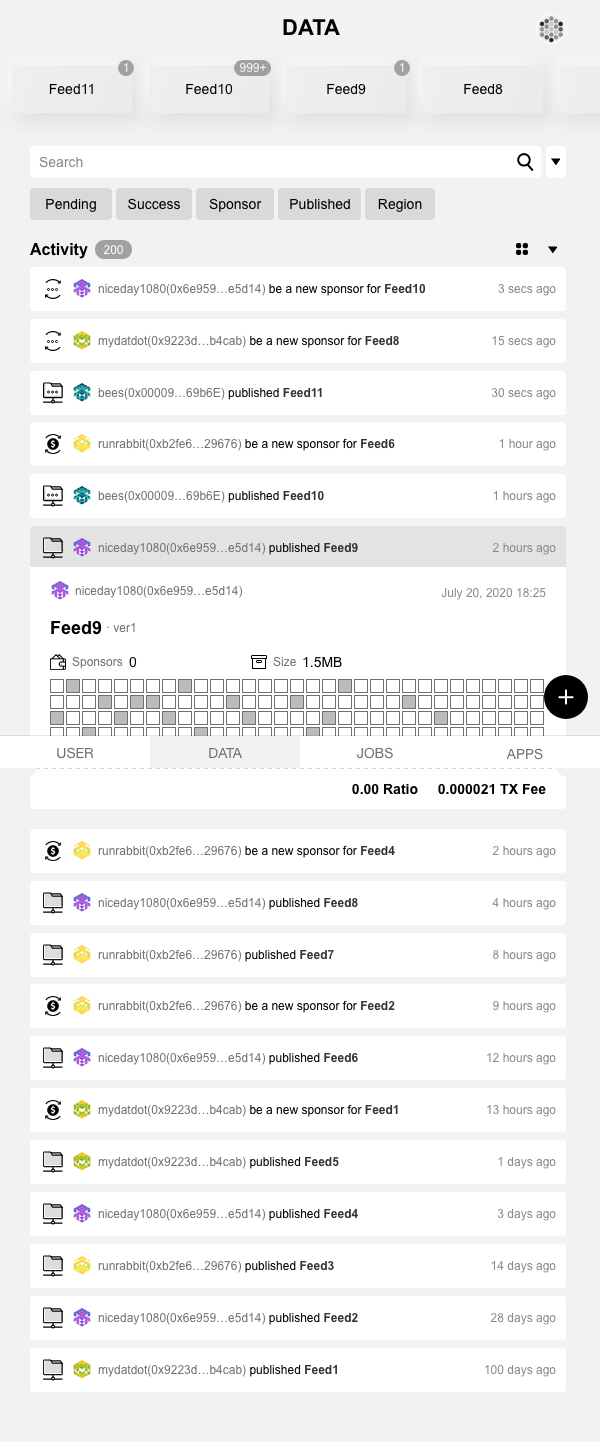 DATA
1
999+
1
Feed11
Feed10
Feed9
Feed8
Search
Pending
Success
Sponsor
Published
Region
Activity 200
niceday1080(0x6e959…e5d14) be a new sponsor for Feed10 3 secs ago
mydatdot(0x9223d…b4cab) be a new sponsor for Feed8 15 secs ago
bees(0x00009…69b6E) published Feed11 30 secs ago
runrabbit(0xb2fe6…29676) be a new sponsor for Feed6 1 hour ago
bees(0x00009…69b6E) published Feed10 1 hours ago
niceday1080(0x6e959…e5d14) published Feed9 2 hours ago
niceday1080(0x6e959…e5d14) July 20, 2020 18:25
Feed9 · ver1
Sponsors 0 Size 1.5MB
USER
DATA
JOBS
APPS
0.00 Ratio 0.000021 TX Fee
runrabbit(0xb2fe6…29676) be a new sponsor for Feed4 2 hours ago
niceday1080(0x6e959…e5d14) published Feed8 4 hours ago
runrabbit(0xb2fe6…29676) published Feed7 8 hours ago
runrabbit(0xb2fe6…29676) be a new sponsor for Feed2 9 hours ago
niceday1080(0x6e959…e5d14) published Feed6 12 hours ago
mydatdot(0x9223d…b4cab) be a new sponsor for Feed1 13 hours ago
mydatdot(0x9223d…b4cab) published Feed5 1 days ago
niceday1080(0x6e959…e5d14) published Feed4 3 days ago
runrabbit(0xb2fe6…29676) published Feed3 14 days ago
niceday1080(0x6e959…e5d14) published Feed2 28 days ago
mydatdot(0x9223d…b4cab) published Feed1 100 days ago